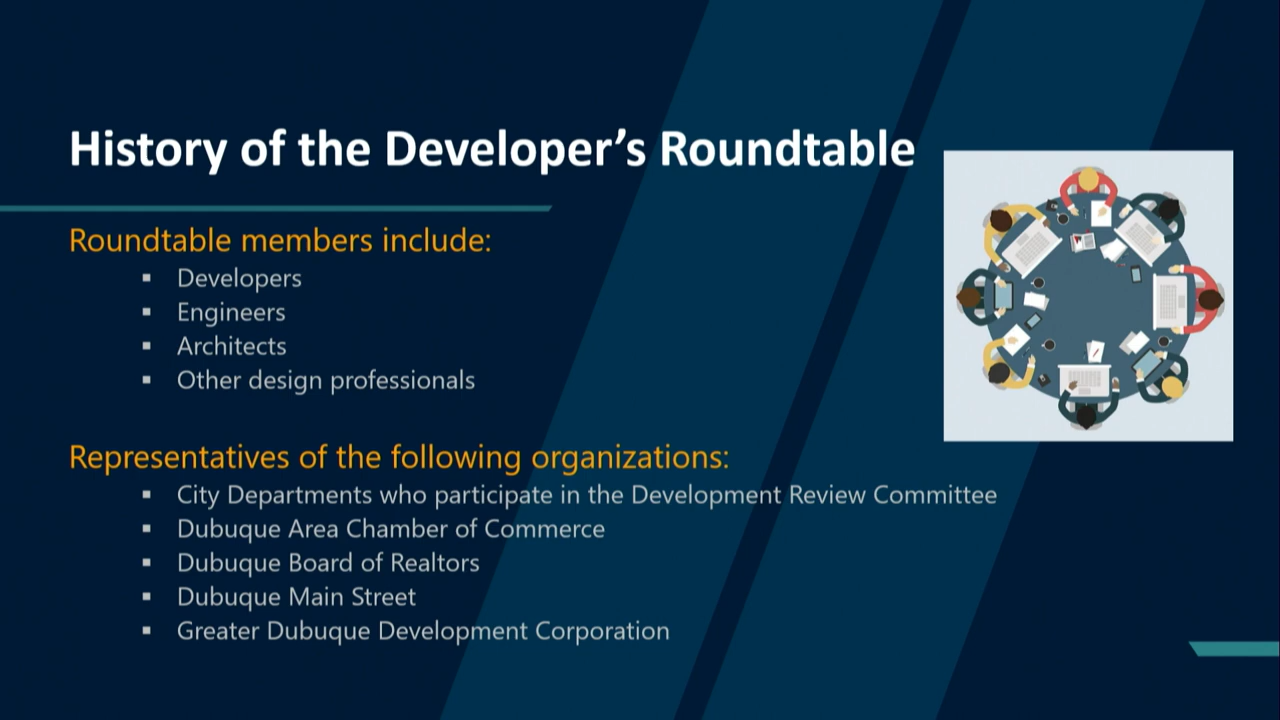 History of the Developer’s Roundtable
Roundtable members include:
▪ Developers
▪ Engineers
▪ Architects
▪ Other design professionals
Representatives of the following organizations:
▪ City Departments who participate in the Development Review Committee
▪ Dubuque Area Chamber of Commerce
▪ Dubuque Board of Realtors
▪ Dubuque Main Street
▪ Greater Dubuque Development Corporation